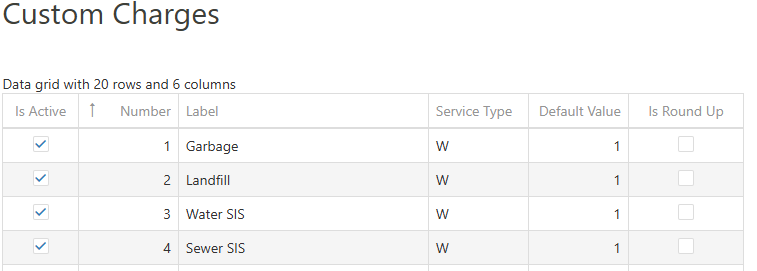 Custom Charges
Data grid with 20 rows and 6 columns
Is Active ↑ Number Label Service Type Default Value Is Round Up
1 Garbage W 1
2 Landfill W 1
3 Water SIS W 1
4 Sewer SIS W 1